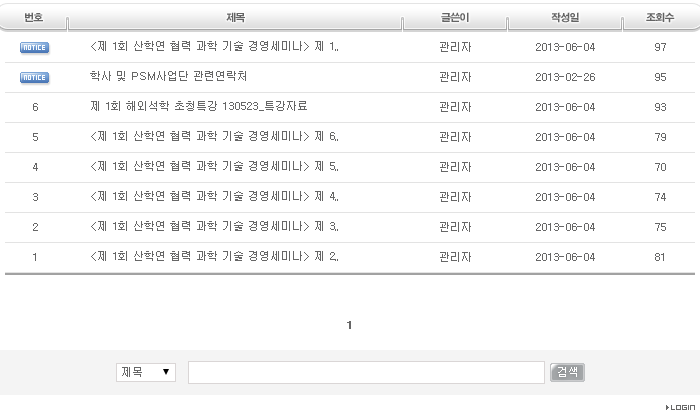 번호 제목 글쓴이 작성일 조회수
NOTICE <제 1회 산학연 협력 과학 기술 경영세미나> 제 1.. 관리자 2013-06-04 97
NOTICE 학사 및 PSM사업단 관련연락처 관리자 2013-02-26 95
6 제 1회 해외석학 초청특강 130523_특강자료 관리자 2013-06-04 93
5 <제 1회 산학연 협력 과학 기술 경영세미나> 제 6.. 관리자 2013-06-04 79
4 <제 1회 산학연 협력 과학 기술 경영세미나> 제 5.. 관리자 2013-06-04 70
3 <제 1회 산학연 협력 과학 기술 경영세미나> 제 4.. 관리자 2013-06-04 74
2 <제 1회 산학연 협력 과학 기술 경영세미나> 제 3.. 관리자 2013-06-04 75
1 <제 1회 산학연 협력 과학 기술 경영세미나> 제 2.. 관리자 2013-06-04 81
1
제목 검색
LOGIN